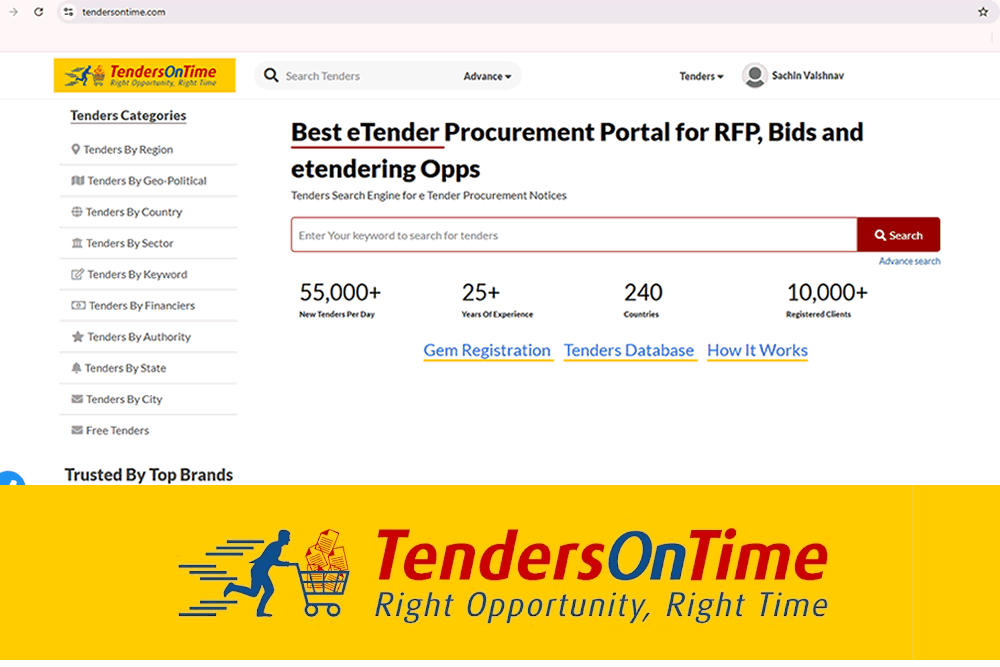 tendersontime.com
TendersOnTime
Right Opportunity, Right Time
Search Tenders
Advance
Tenders
Sachin Valshnav
Tenders Categories
Tenders By Region
Tenders By Geo-Political
Tenders By Country
Tenders By Sector
Tenders By Keyword
Tenders By Financiers
Tenders By Authority
Tenders By State
Tenders By City
Free Tenders
Trusted By Top Brands
Best eTender Procurement Portal for RFP, Bids and
etendering Opps
Tenders Search Engine for e Tender Procurement Notices
Enter Your keyword to search for tenders
Search
Advance search
55,000+
New Tenders Per Day
25+
Years Of Experience
240
Countries
10,000+
Registered Clients
Gem Registration
Tenders Database
How It Works
TendersOnTime
Right Opportunity, Right Time